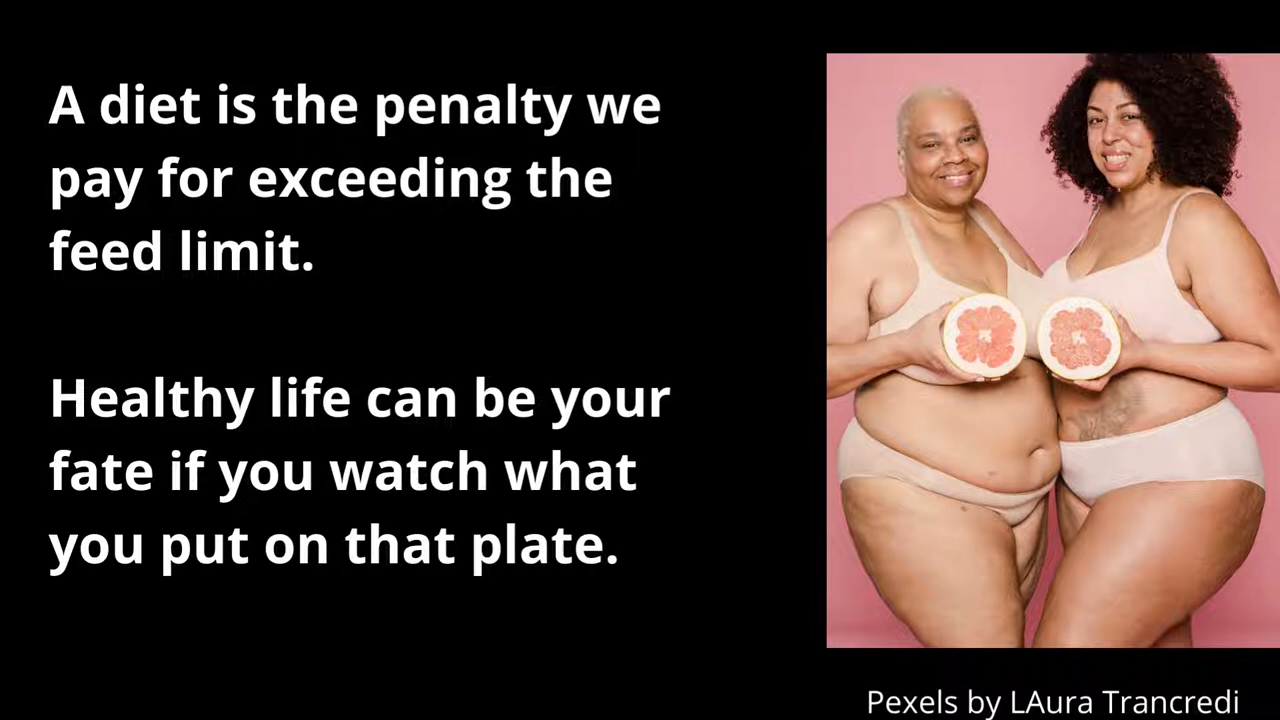 A diet is the penalty we
pay for exceeding the
feed limit.
Healthy life can be your
fate if you watch what
you put on that plate.
Pexels by LAura Trancredi